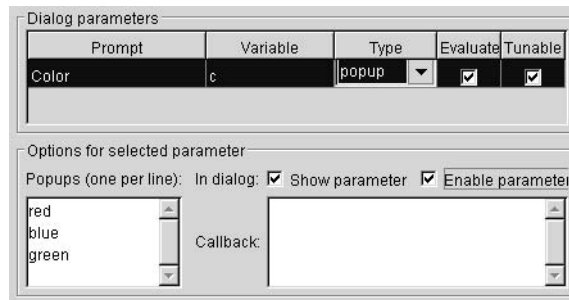 Dialog parameters
Prompt Variable Type Evaluate Tunable
Color c popup
Options for selected parameter
Popups (one per line): In dialog: Show parameter Enable parameter
red
blue
green
Callback: